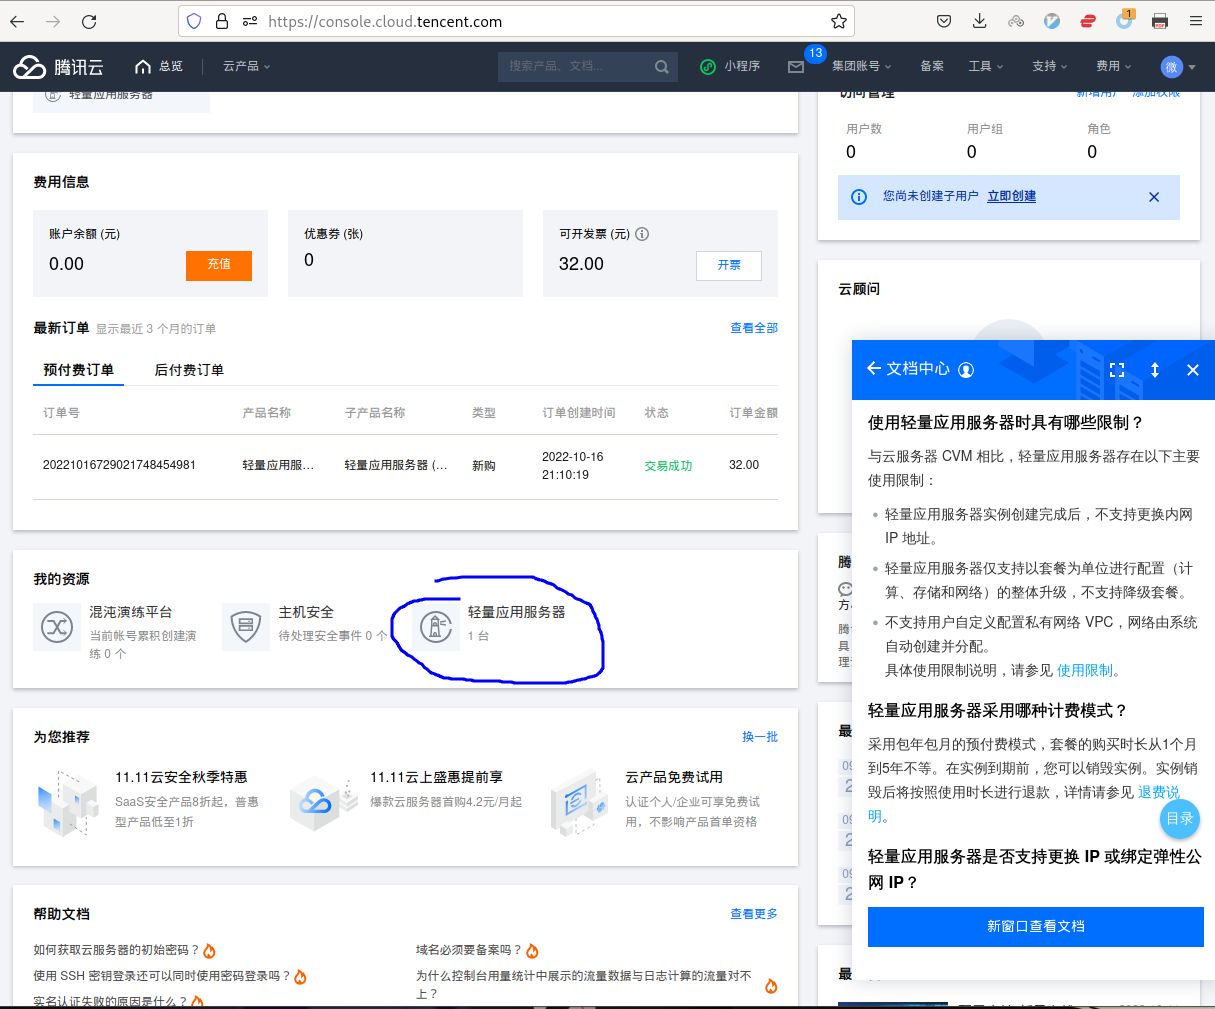 https://console.cloud.tencent.com
1
腾讯云
总览
云产品
搜索产品、文档...
小程序
13
集团账号
备案
工具
支持
费用
微
轻量应用服务器
费用信息
账户余额 (元)
0.00
充值
优惠券 (张)
0
可开发票 (元)
32.00
开票
最新订单 显示最近 3 个月的订单
查看全部
预付费订单
后付费订单
订单号 产品名称 子产品名称 类型 订单创建时间 状态 订单金额
20221016729021748454981 轻量应用服... 轻量应用服务器 (... 新购 2022-10-16 21:10:19 交易成功 32.00
我的资源
混沌演练平台
当前帐号累积创建演
练 0 个
主机安全
待处理安全事件 0 个
轻量应用服务器
1 台
为您推荐
换一批
11.11云安全秋季特惠
SaaS安全产品8折起，普惠
型产品低至1折
11.11云上盛惠提前享
爆款云服务器首购4.2元/月起
云产品免费试用
认证个人/企业可享免费试
用，不影响产品首单资格
帮助文档
查看更多
如何获取云服务器的初始密码？
使用 SSH 密钥登录还可以同时使用密码登录吗？
实名认证失败的原因是什么？
域名必须要备案吗？
为什么控制台用量统计中展示的流量数据与日志计算的流量对不
上？
访问管理
新增用户 添加权限
用户数
0
用户组
0
角色
0
您尚未创建子用户 立即创建
云顾问
文档中心
使用轻量应用服务器时具有哪些限制？
与云服务器 CVM 相比，轻量应用服务器存在以下主要
使用限制：
轻量应用服务器实例创建完成后，不支持更换内网
IP 地址。
轻量应用服务器仅支持以套餐为单位进行配置（计
算、存储和网络）的整体升级，不支持降级套餐。
不支持用户自定义配置私有网络 VPC，网络由系统
自动创建并分配。
具体使用限制说明，请参见 使用限制。
轻量应用服务器采用哪种计费模式？
采用包年包月的预付费模式，套餐的购买时长从1个月
到5年不等。在实例到期前，您可以销毁实例。实例销
毁后将按照使用时长进行退款，详情请参见 退费说
明。
目录
轻量应用服务器是否支持更换 IP 或绑定弹性公
网 IP？
新窗口查看文档
腾
方
腾
具
理
最
09
2
09
2
09
2
最